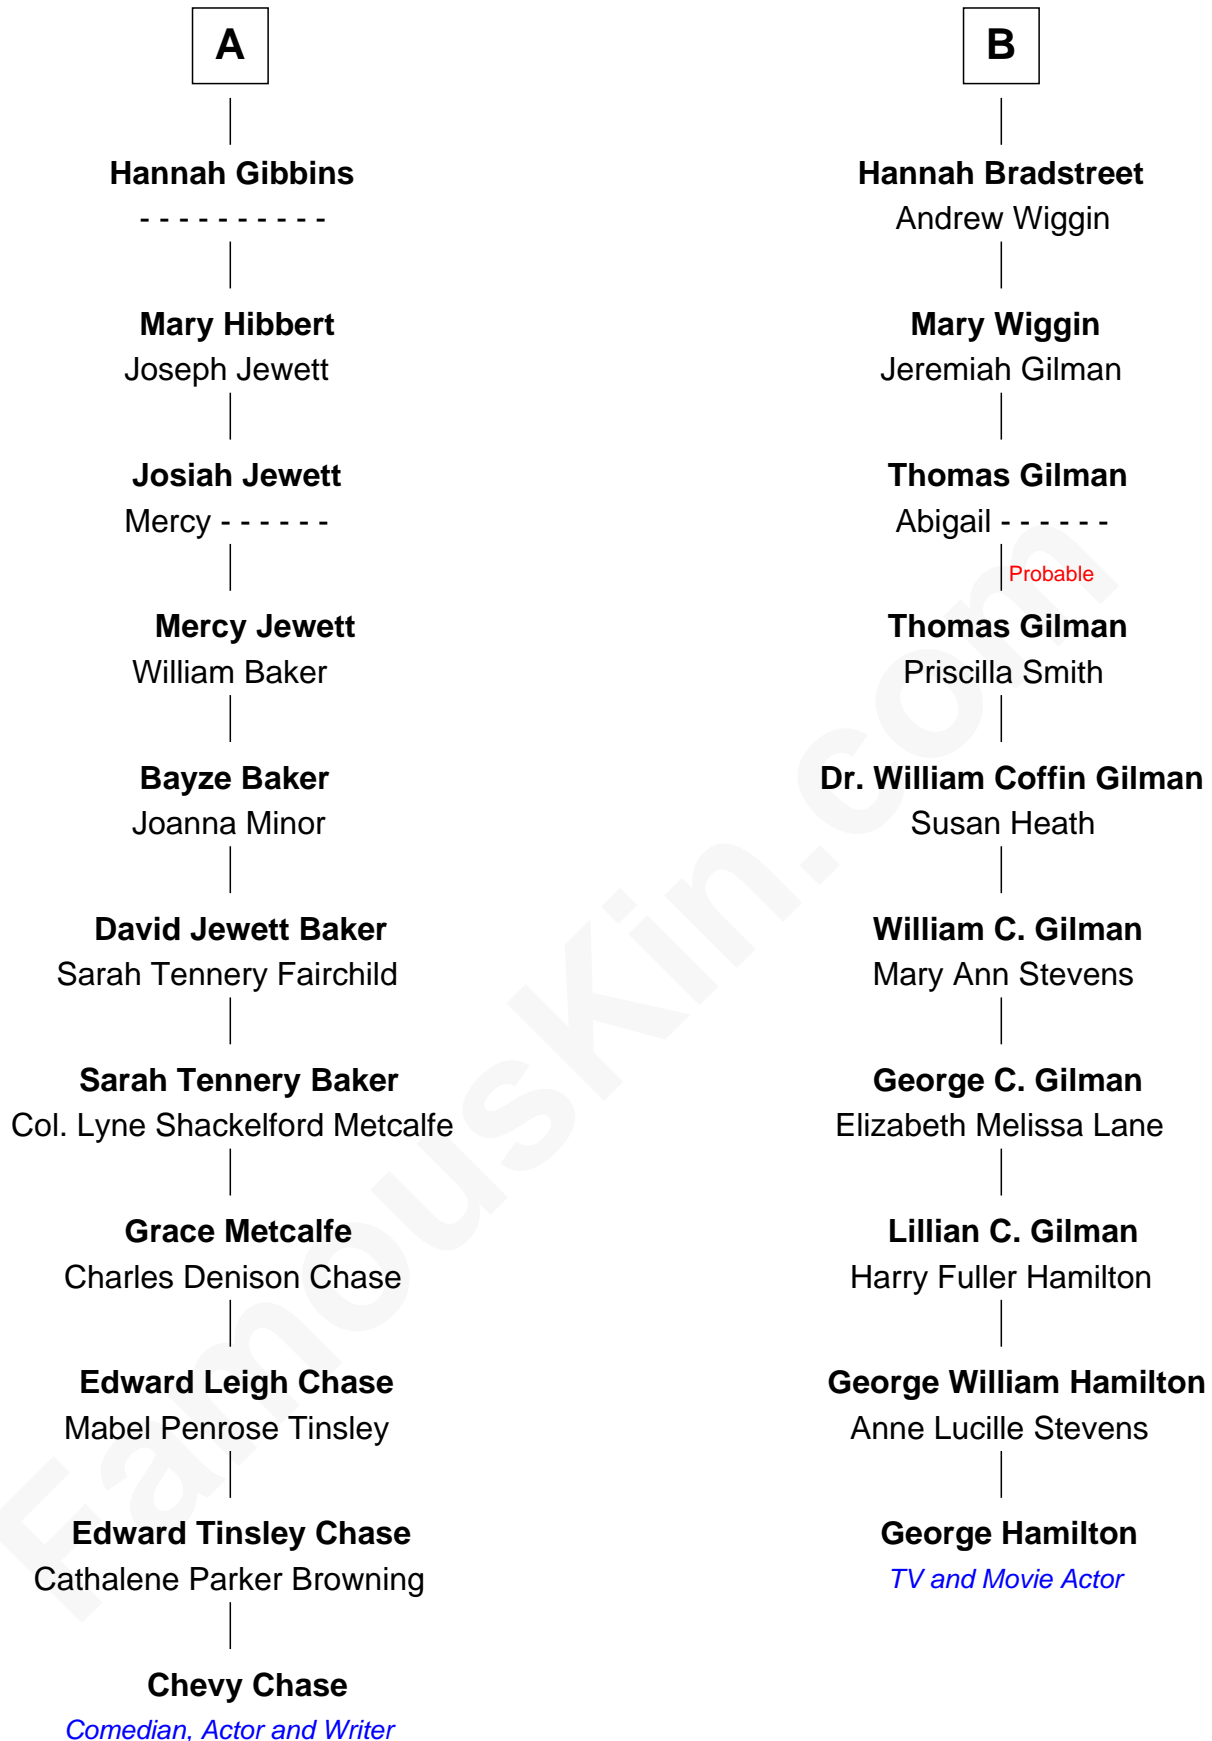 A
Hannah Gibbins
- - - - - - - - - -
Mary Hibbert
Joseph Jewett
Josiah Jewett
Mercy - - - - - -
Mercy Jewett
William Baker
Bayze Baker
Joanna Minor
David Jewett Baker
Sarah Tennery Fairchild
Sarah Tennery Baker
Col. Lyne Shackelford Metcalfe
Grace Metcalfe
Charles Denison Chase
Edward Leigh Chase
Mabel Penrose Tinsley
Edward Tinsley Chase
Cathalene Parker Browning
Chevy Chase
Comedian, Actor and Writer
B
Hannah Bradstreet
Andrew Wiggin
Mary Wiggin
Jeremiah Gilman
Thomas Gilman
Abigail - - - - - -
Probable
Thomas Gilman
Priscilla Smith
Dr. William Coffin Gilman
Susan Heath
William C. Gilman
Mary Ann Stevens
George C. Gilman
Elizabeth Melissa Lane
Lillian C. Gilman
Harry Fuller Hamilton
George William Hamilton
Anne Lucille Stevens
George Hamilton
TV and Movie Actor
FamousKin.com